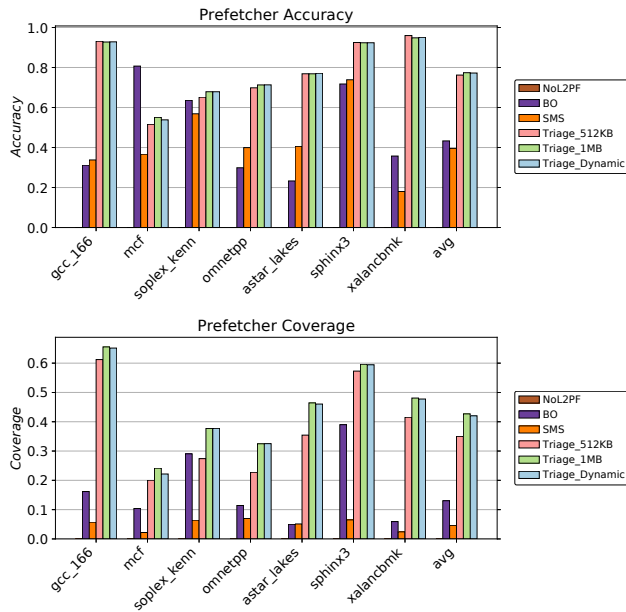 Prefetcher Accuracy
1.0
0.8
0.6
0.4
0.2
0.0
Accuracy
gcc_166
mcf
soplex_kenn
omnetpp
astar_lakes
sphinx3
xalancbmk
avg
NoL2PF
BO
SMS
Triage_512KB
Triage_1MB
Triage_Dynamic
Prefetcher Coverage
0.6
0.5
0.4
0.3
0.2
0.1
0.0
Coverage
gcc_166
mcf
soplex_kenn
omnetpp
astar_lakes
sphinx3
xalancbmk
avg
NoL2PF
BO
SMS
Triage_512KB
Triage_1MB
Triage_Dynamic